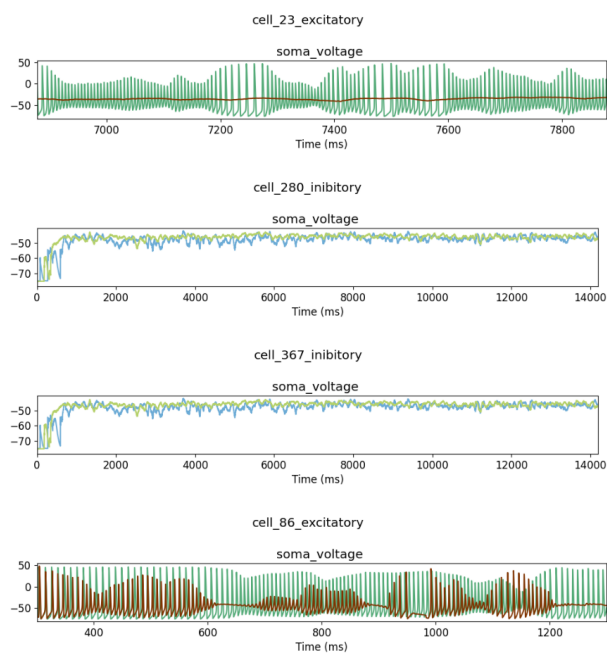 cell_23_excitatory
soma_voltage
50
0
−50
7000 7200 7400 7600 7800
Time (ms)
cell_280_inibitory
soma_voltage
−50
−60
−70
0 2000 4000 6000 8000 10000 12000 14000
Time (ms)
cell_367_inibitory
soma_voltage
−50
−60
−70
0 2000 4000 6000 8000 10000 12000 14000
Time (ms)
cell_86_excitatory
soma_voltage
50
0
−50
400 600 800 1000 1200
Time (ms)